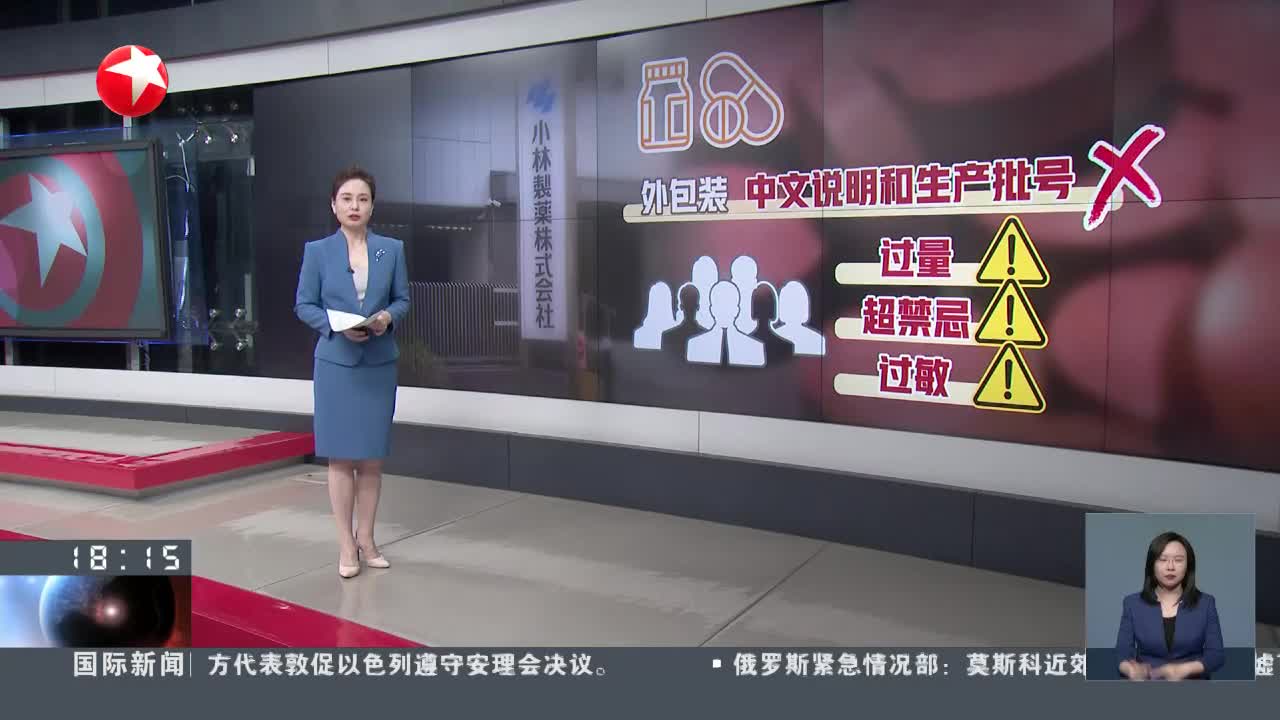 小林製薬株式会社
外包装 中文说明和生产批号
过量
超禁忌
过敏
18:15
国际新闻 方代表敦促以色列遵守安理会决议。
俄罗斯紧急情况部:莫斯科近郊